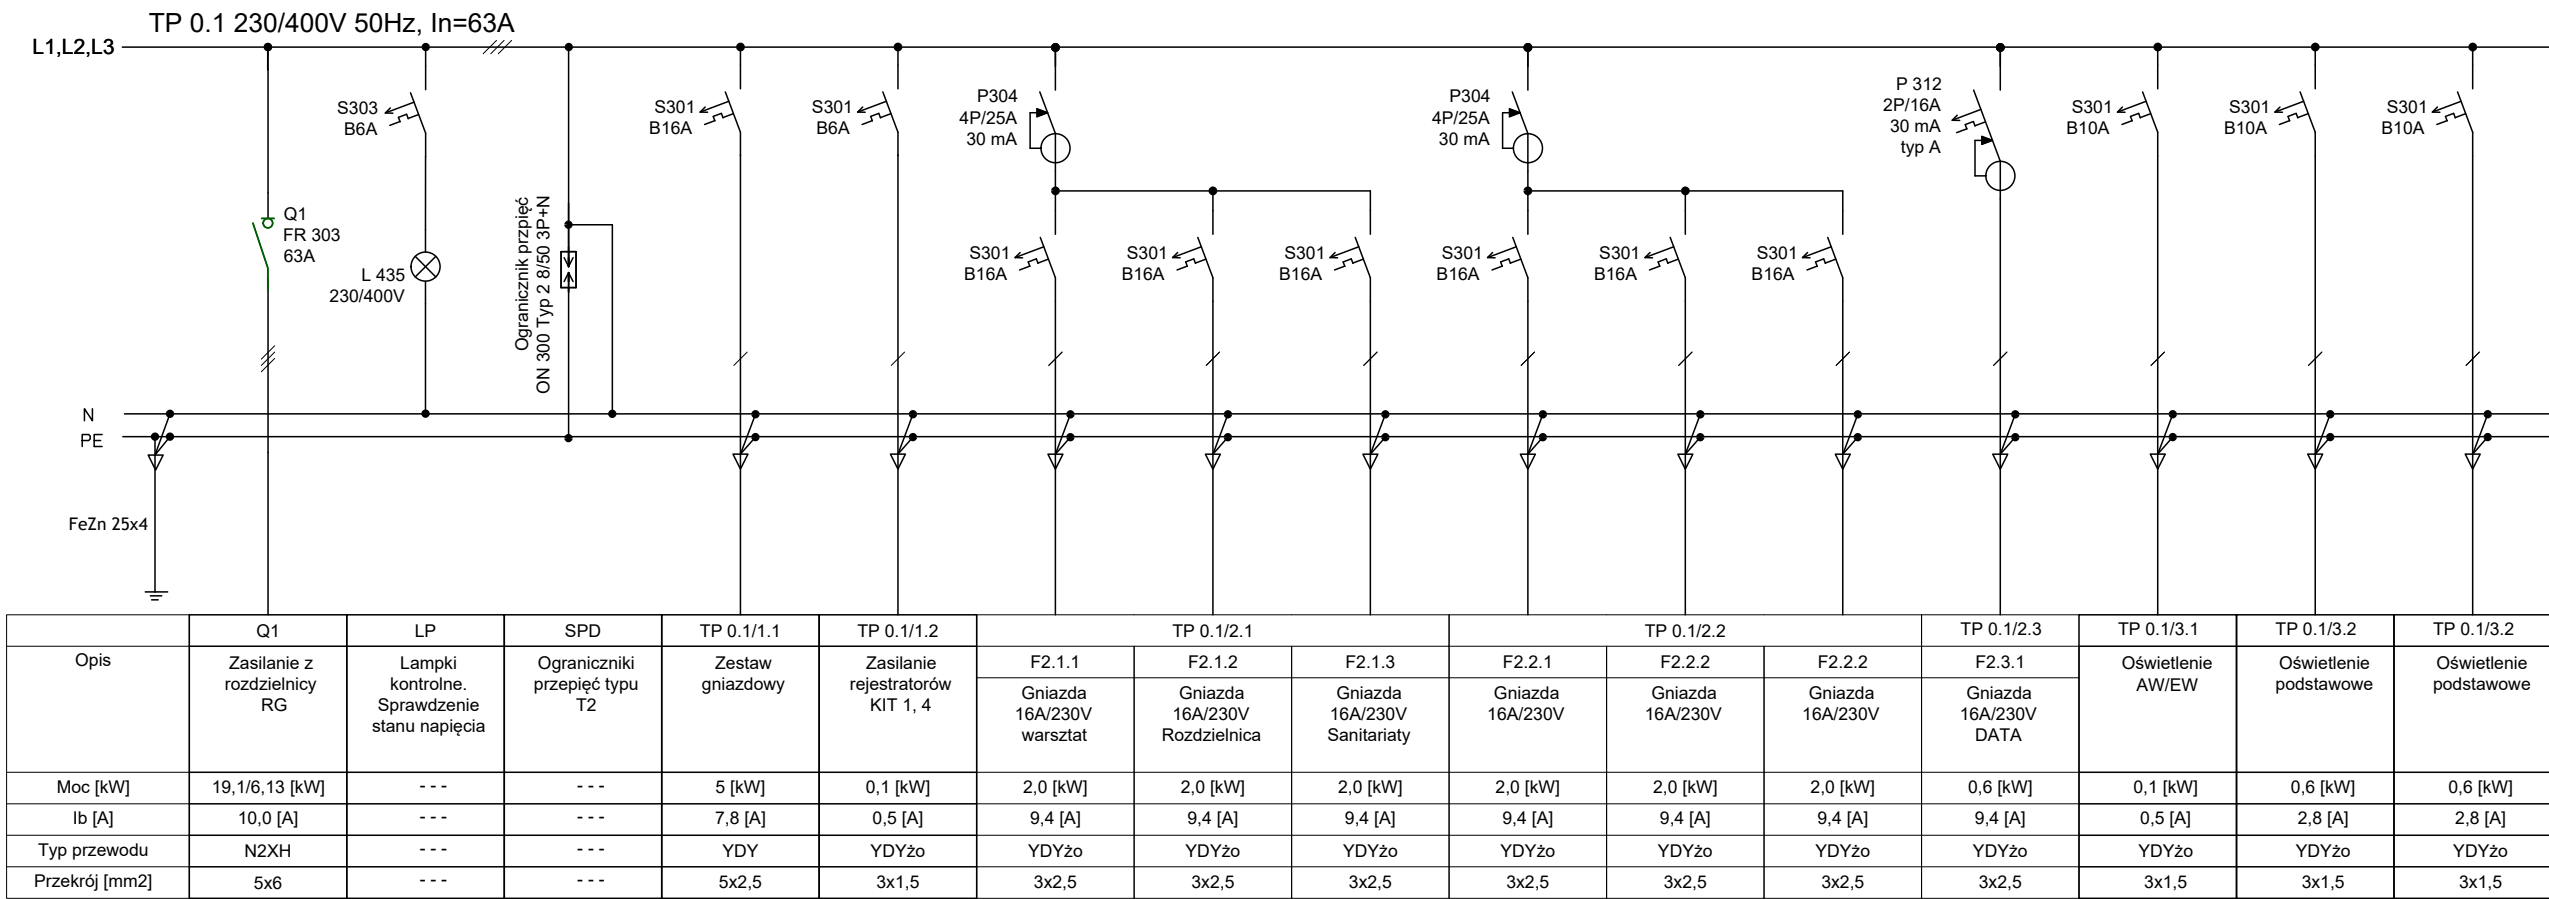 TP 0.1 230/400V 50Hz, In=63A
L1,L2,L3
S303
B6A
S301
B16A
S301
B6A
P304
4P/25A
30 mA
P304
4P/25A
30 mA
P 312
2P/16A
30 mA
typ A
S301
B10A
S301
B10A
S301
B10A
Q1
FR 303
63A
L 435
230/400V
Ogranicznik przpięć
ON 300 Typ 2 8/50 3P+N
S301
B16A
S301
B16A
S301
B16A
S301
B16A
S301
B16A
S301
B16A
N
PE
FeZn 25x4
Q1 LP SPD TP 0.1/1.1 TP 0.1/1.2 TP 0.1/2.1 TP 0.1/2.2 TP 0.1/2.3 TP 0.1/3.1 TP 0.1/3.2 TP 0.1/3.2
Opis
Zasilanie z
rozdzielnicy
RG
Lampki
kontrolne.
Sprawdzenie
stanu napięcia
Ograniczniki
przepięć typu
T2
Zestaw
gniazdowy
Zasilanie
rejestratorów
KIT 1, 4
F2.1.1
Gniazda
16A/230V
warsztat
F2.1.2
Gniazda
16A/230V
Rozdzielnica
F2.1.3
Gniazda
16A/230V
Sanitariaty
F2.2.1
Gniazda
16A/230V
F2.2.2
Gniazda
16A/230V
F2.2.2
Gniazda
16A/230V
F2.3.1
Gniazda
16A/230V
DATA
Oświetlenie
AW/EW
Oświetlenie
podstawowe
Oświetlenie
podstawowe
Moc [kW] 19,1/6,13 [kW] - - - - - - 5 [kW] 0,1 [kW] 2,0 [kW] 2,0 [kW] 2,0 [kW] 2,0 [kW] 2,0 [kW] 2,0 [kW] 0,6 [kW] 0,1 [kW] 0,6 [kW] 0,6 [kW]
Ib [A] 10,0 [A] - - - - - - 7,8 [A] 0,5 [A] 9,4 [A] 9,4 [A] 9,4 [A] 9,4 [A] 9,4 [A] 9,4 [A] 9,4 [A] 0,5 [A] 2,8 [A] 2,8 [A]
Typ przewodu N2XH - - - - - - YDY YDYżo YDYżo YDYżo YDYżo YDYżo YDYżo YDYżo YDYżo YDYżo YDYżo YDYżo
Przekrój [mm2] 5x6 - - - - - - 5x2,5 3x1,5 3x2,5 3x2,5 3x2,5 3x2,5 3x2,5 3x2,5 3x2,5 3x1,5 3x1,5 3x1,5